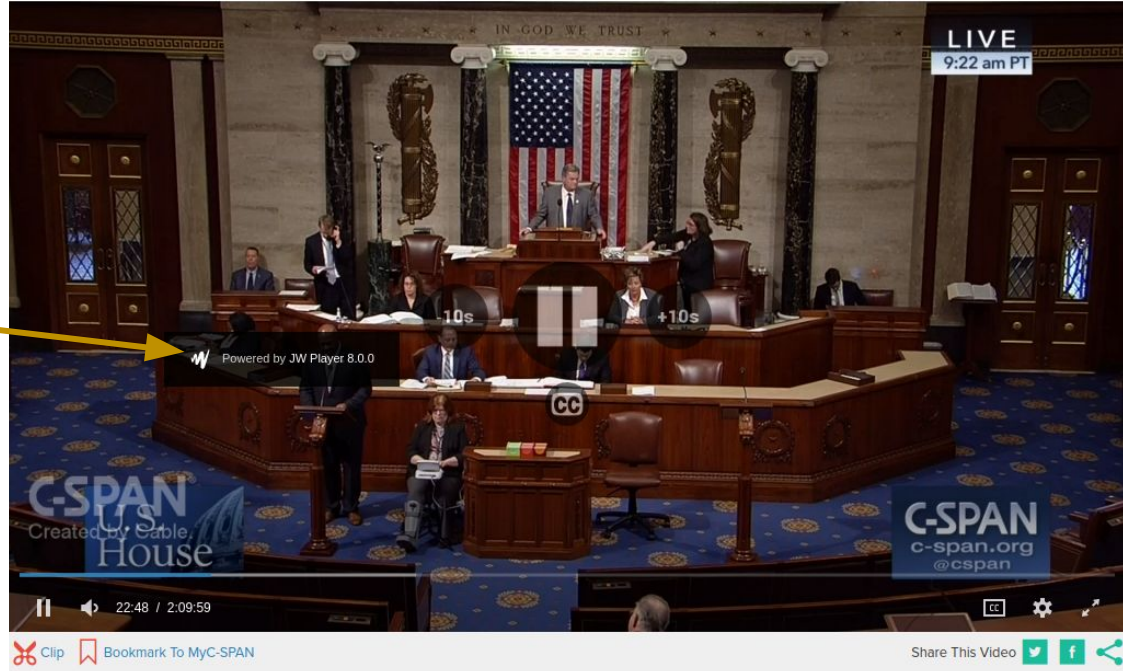 IN GOD WE TRUST
LIVE
9:22 am PT
-10s
+10s
Powered by JW Player 8.0.0
CC
C-SPAN
Created by Cable.
U.S.
House
C-SPAN
c-span.org
@cspan
22:48 / 2:09:59
CC
Clip
Bookmark To MyC-SPAN
Share This Video
f